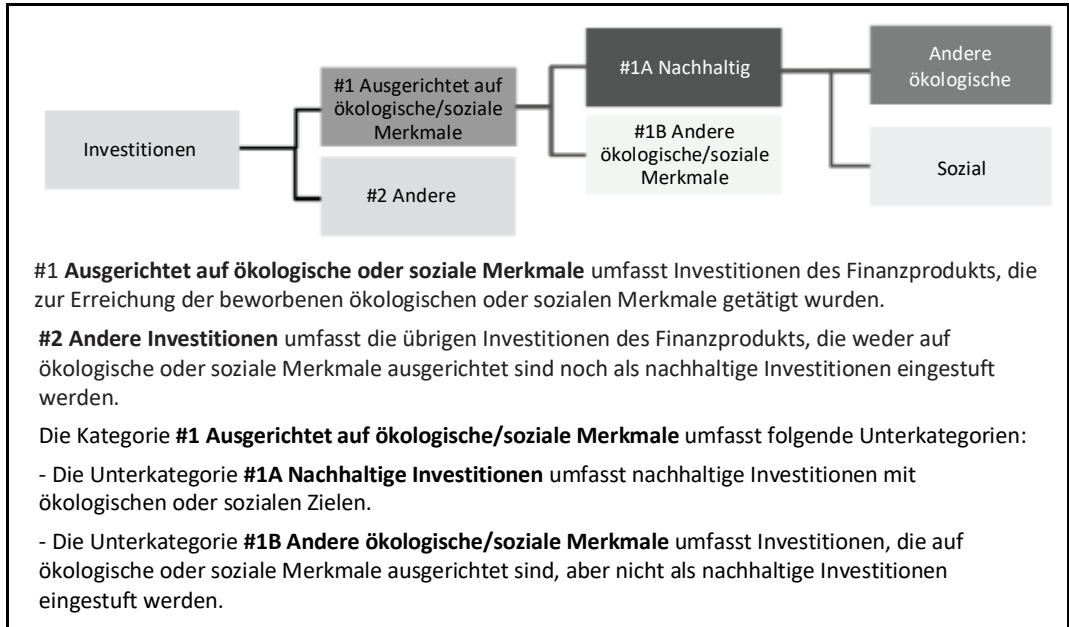 Investitionen
#1 Ausgerichtet auf
ökologische/soziale
Merkmale
#2 Andere
#1A Nachhaltig
#1B Andere
ökologische/soziale
Merkmale
Andere
ökologische
Sozial
#1 Ausgerichtet auf ökologische oder soziale Merkmale umfasst Investitionen des Finanzprodukts, die
zur Erreichung der beworbenen ökologischen oder sozialen Merkmale getätigt wurden.
#2 Andere Investitionen umfasst die übrigen Investitionen des Finanzprodukts, die weder auf
ökologische oder soziale Merkmale ausgerichtet sind noch als nachhaltige Investitionen eingestuft
werden.
Die Kategorie #1 Ausgerichtet auf ökologische/soziale Merkmale umfasst folgende Unterkategorien:
- Die Unterkategorie #1A Nachhaltige Investitionen umfasst nachhaltige Investitionen mit
ökologischen oder sozialen Zielen.
- Die Unterkategorie #1B Andere ökologische/soziale Merkmale umfasst Investitionen, die auf
ökologische oder soziale Merkmale ausgerichtet sind, aber nicht als nachhaltige Investitionen
eingestuft werden.